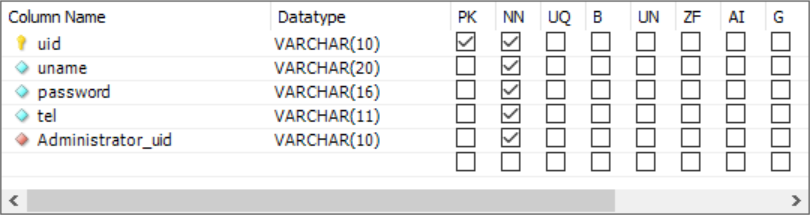 Column Name Datatype PK NN UQ B UN ZF AI G
uid VARCHAR(10)
uname VARCHAR(20)
password VARCHAR(16)
tel VARCHAR(11)
Administrator_uid VARCHAR(10)